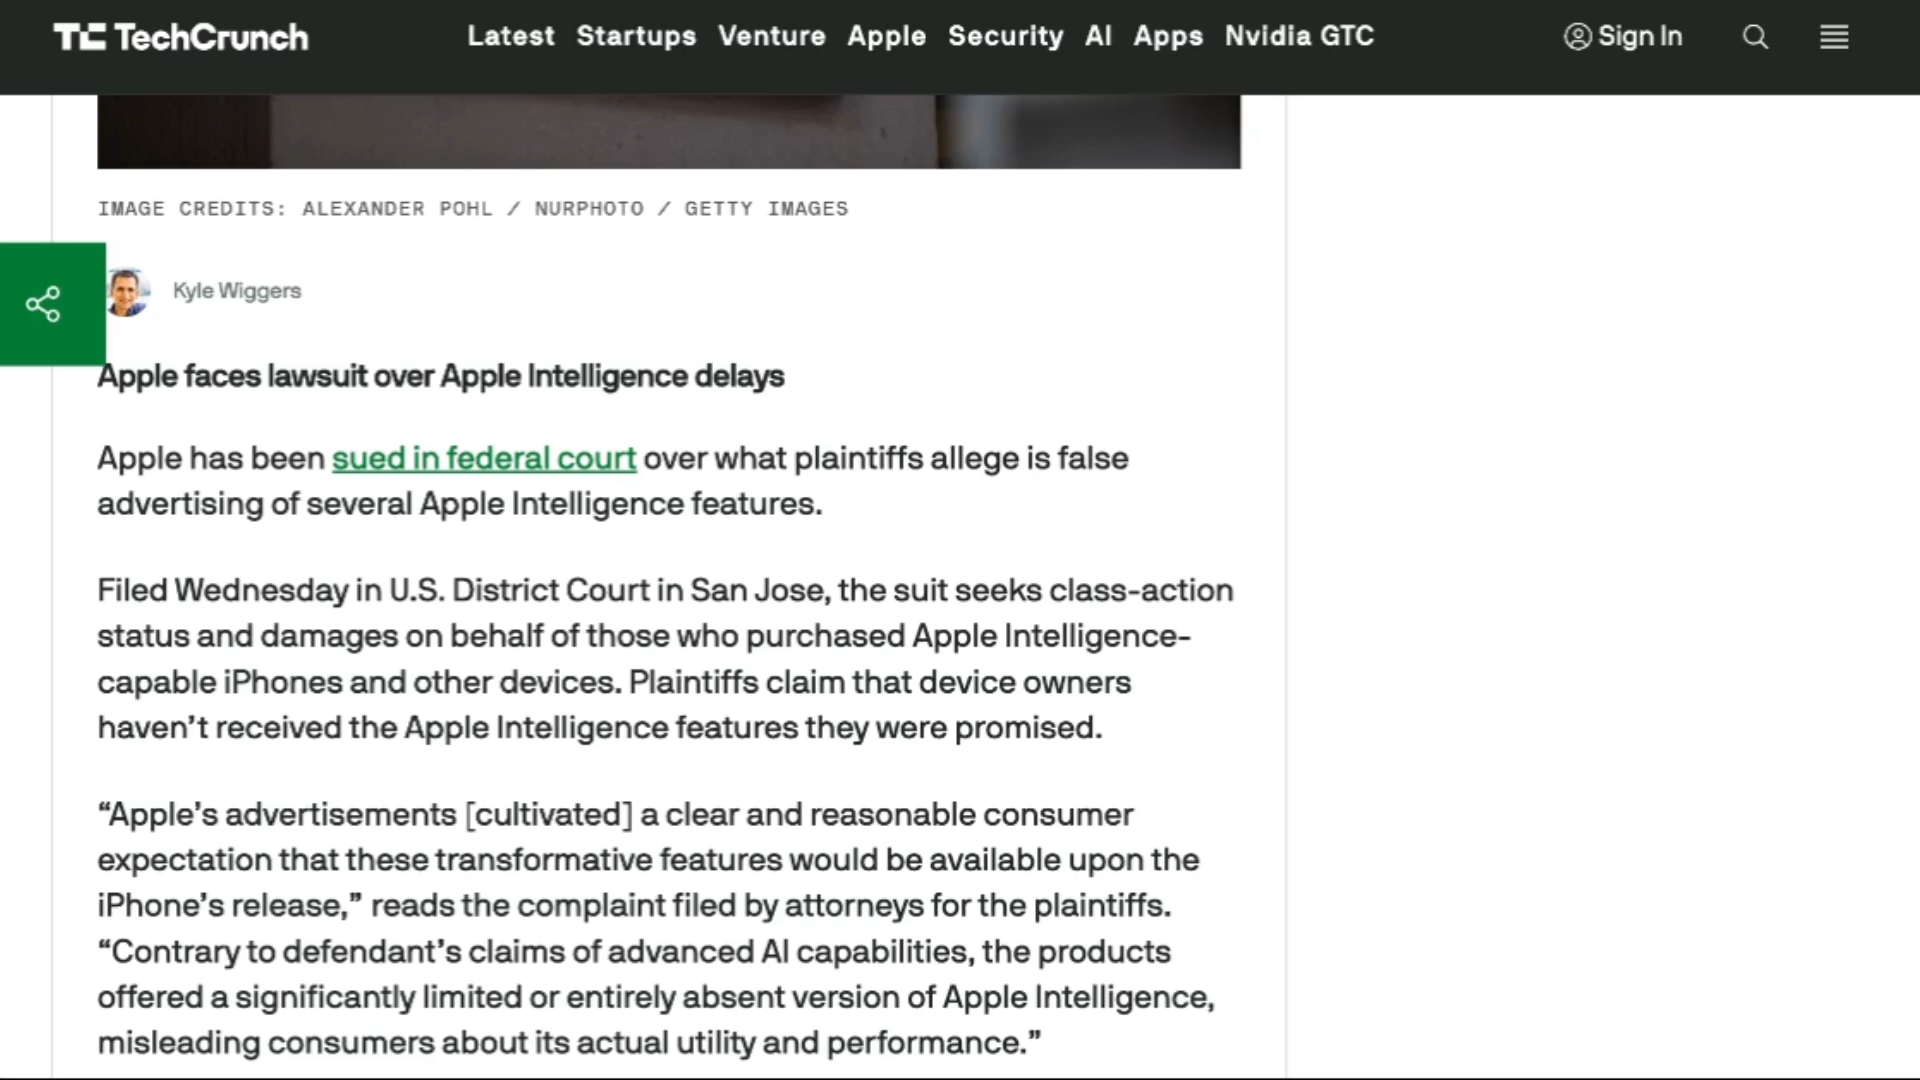 TC TechCrunch
Latest Startups Venture Apple Security AI Apps Nvidia GTC
Sign In
IMAGE CREDITS: ALEXANDER POHL / NURPHOTO / GETTY IMAGES
Kyle Wiggers
Apple faces lawsuit over Apple Intelligence delays
Apple has been sued in federal court over what plaintiffs allege is false
advertising of several Apple Intelligence features.
Filed Wednesday in U.S. District Court in San Jose, the suit seeks class-action
status and damages on behalf of those who purchased Apple Intelligence-
capable iPhones and other devices. Plaintiffs claim that device owners
haven’t received the Apple Intelligence features they were promised.
“Apple’s advertisements [cultivated] a clear and reasonable consumer
expectation that these transformative features would be available upon the
iPhone’s release,” reads the complaint filed by attorneys for the plaintiffs.
“Contrary to defendant’s claims of advanced AI capabilities, the products
offered a significantly limited or entirely absent version of Apple Intelligence,
misleading consumers about its actual utility and performance.”